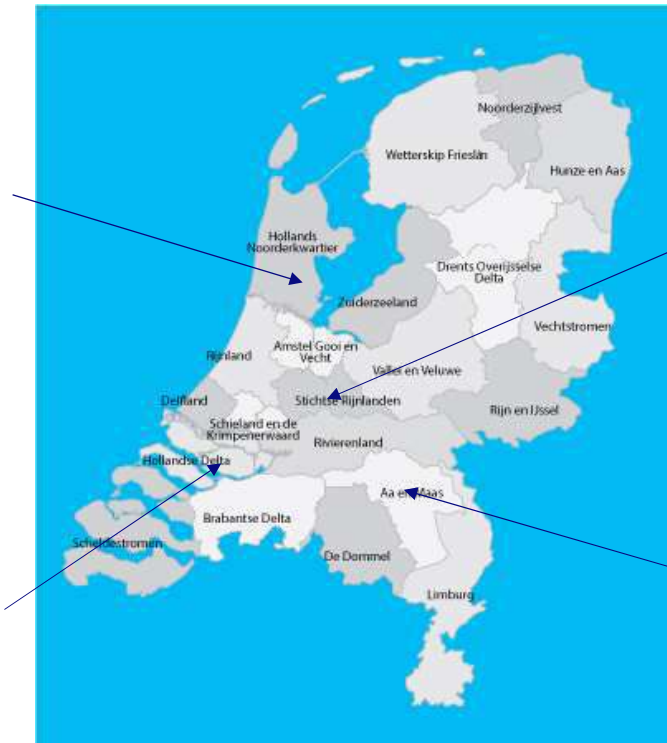 Noorderzijlvest
Wetterskip Frieslân
Hunze en Aas
Hollands
Noorderkwartier
Drents Overijsselse
Delta
Zuiderzeeland
Vechtstromen
Amstel Gooi en
Vecht
Rijnland
Vallei en Veluwe
Delfland
Stichtse Rijnlanden
Rijn en IJssel
Schieland en de
Krimpenerwaard
Rivierenland
Hollandse Delta
Aa en Maas
Brabantse Delta
Scheldestromen
De Dommel
Limburg